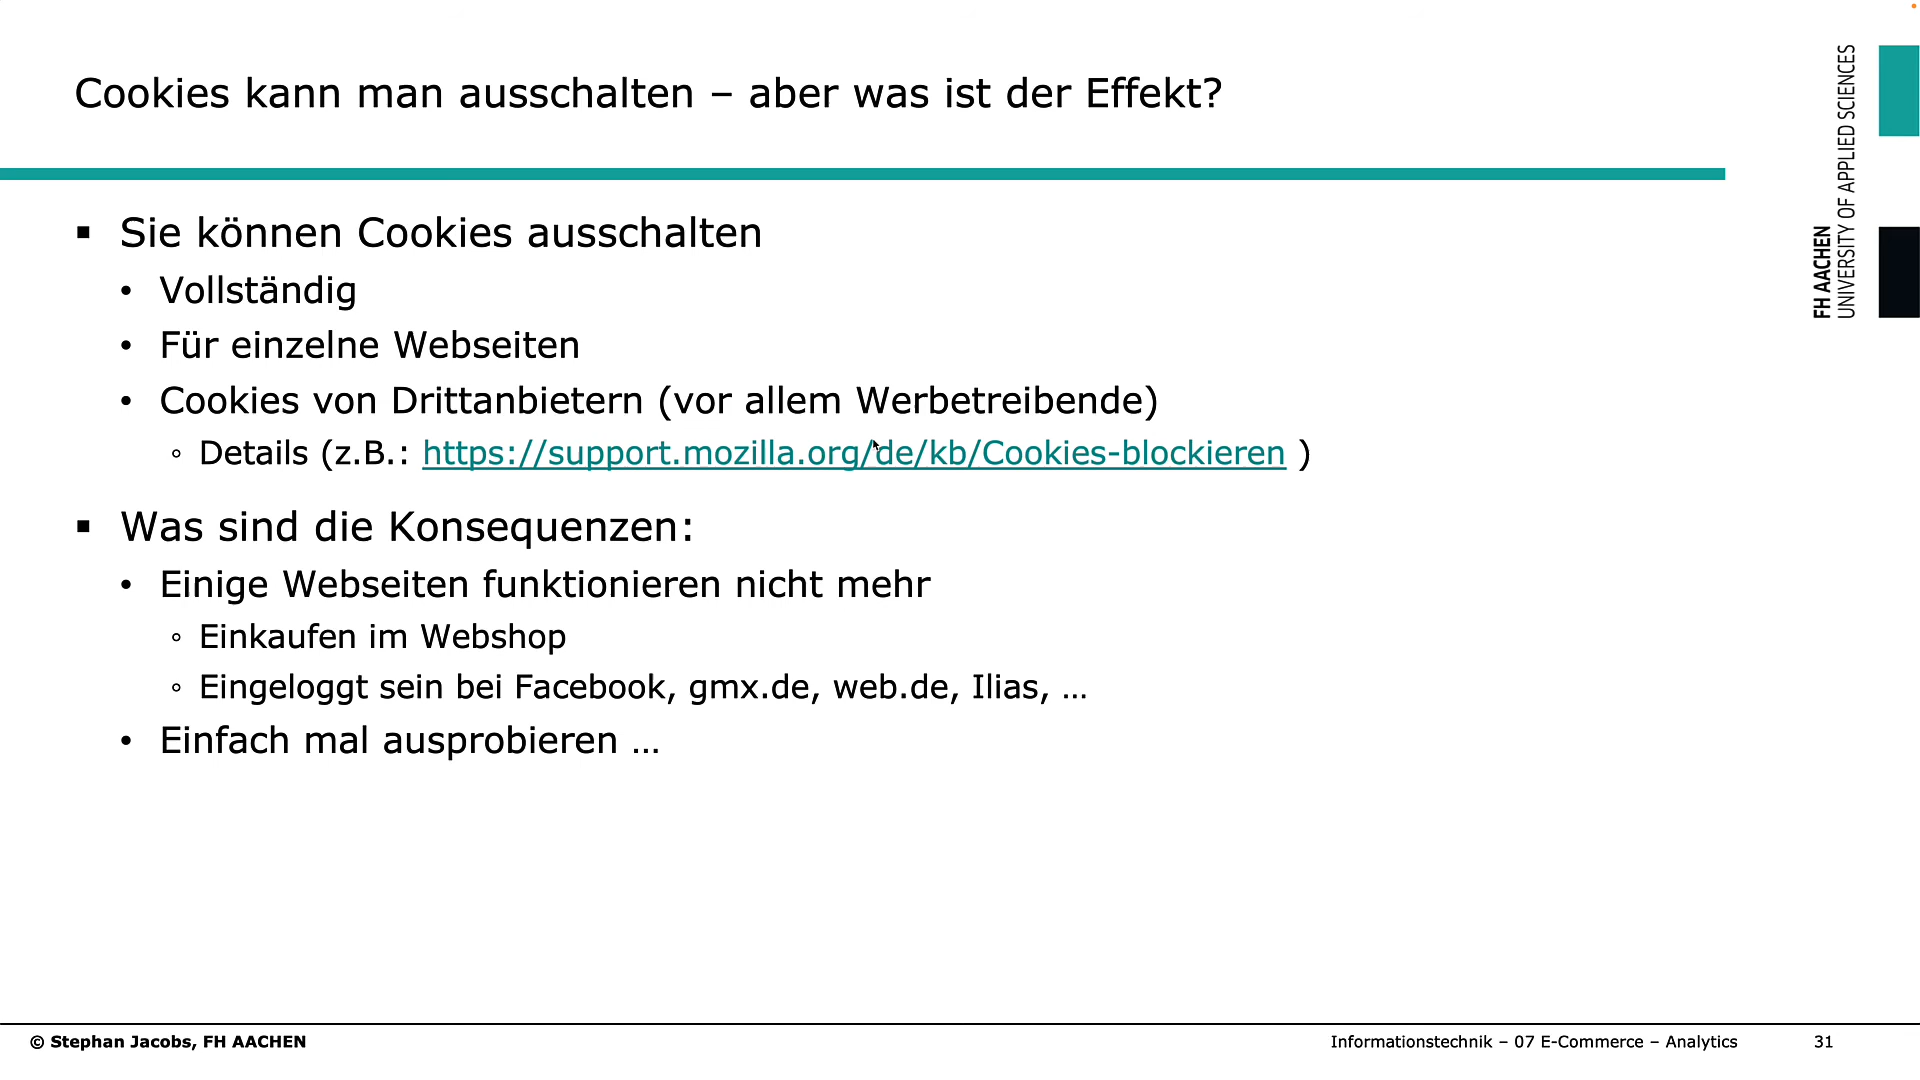 Cookies kann man ausschalten – aber was ist der Effekt?
▪ Sie können Cookies ausschalten
• Vollständig
• Für einzelne Webseiten
• Cookies von Drittanbietern (vor allem Werbetreibende)
◦ Details (z.B.: https://support.mozilla.org/de/kb/Cookies-blockieren )
▪ Was sind die Konsequenzen:
• Einige Webseiten funktionieren nicht mehr
◦ Einkaufen im Webshop
◦ Eingeloggt sein bei Facebook, gmx.de, web.de, Ilias, …
• Einfach mal ausprobieren …
FH AACHEN
UNIVERSITY OF APPLIED SCIENCES
© Stephan Jacobs, FH AACHEN
Informationstechnik – 07 E-Commerce – Analytics 31